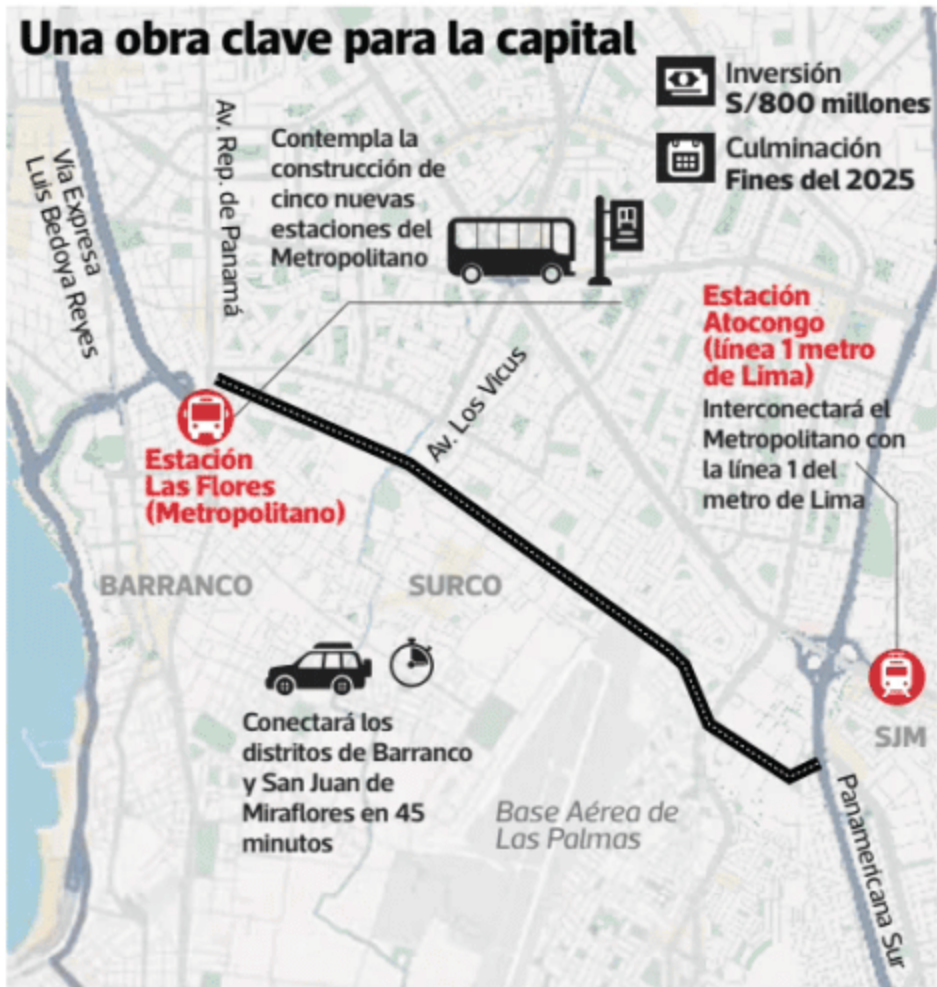 Una obra clave para la capital
Inversión
S/800 millones
Culminación
Fines del 2025
Contempla la
construcción de
cinco nuevas
estaciones del
Metropolitano
Av. Rep. de Panamá
Vía Expresa
Luis Bedoya Reyes
Av. Los Vicus
Estación
Atocongo
(línea 1 metro
de Lima)
Interconectará el
Metropolitano con
la línea 1 del
metro de Lima
Estación
Las Flores
(Metropolitano)
BARRANCO
SURCO
Conectará los
distritos de Barranco
y San Juan de
Miraflores en 45
minutos
Base Aérea de
Las Palmas
SJM
Panamericana Sur